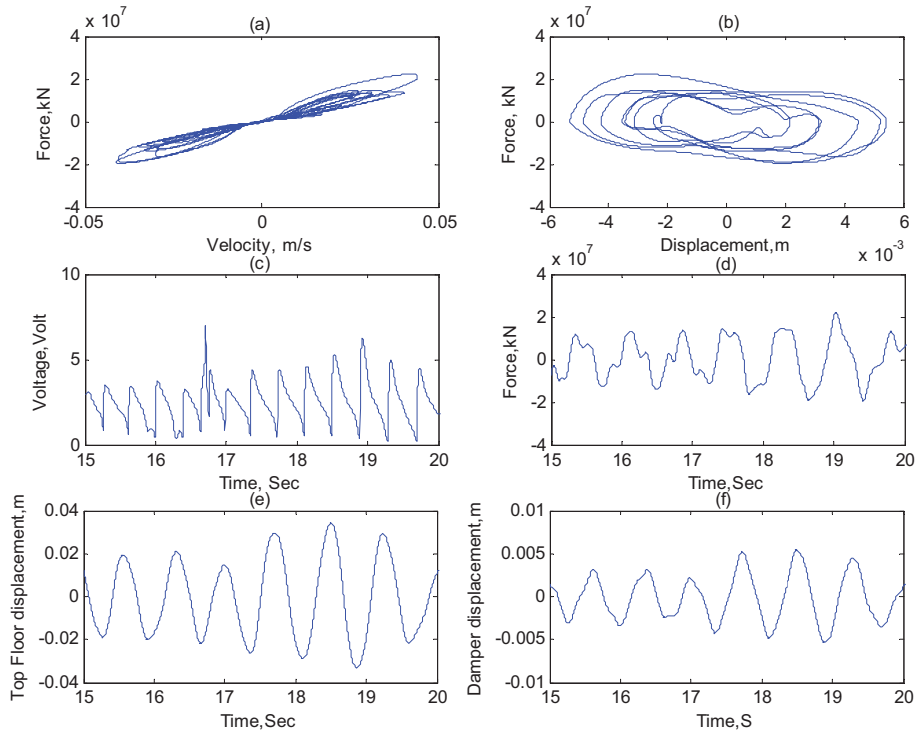 x 10^7
(a)
4
2
0
-2
-4
Force,kN
-0.05
0
0.05
Velocity, m/s
x 10^7
(b)
4
2
0
-2
-4
Force, kN
-6
-4
-2
0
2
4
6
Displacement,m
x 10^-3
(c)
10
5
0
Voltage,Volt
15
16
17
18
19
20
Time, Sec
x 10^7
(d)
4
2
0
-2
-4
Force,kN
15
16
17
18
19
20
Time,Sec
(e)
0.04
0.02
0
-0.02
-0.04
Top Floor displacement,m
15
16
17
18
19
20
Time,Sec
(f)
0.01
0.005
0
-0.005
-0.01
Damper displacement,m
15
16
17
18
19
20
Time,S